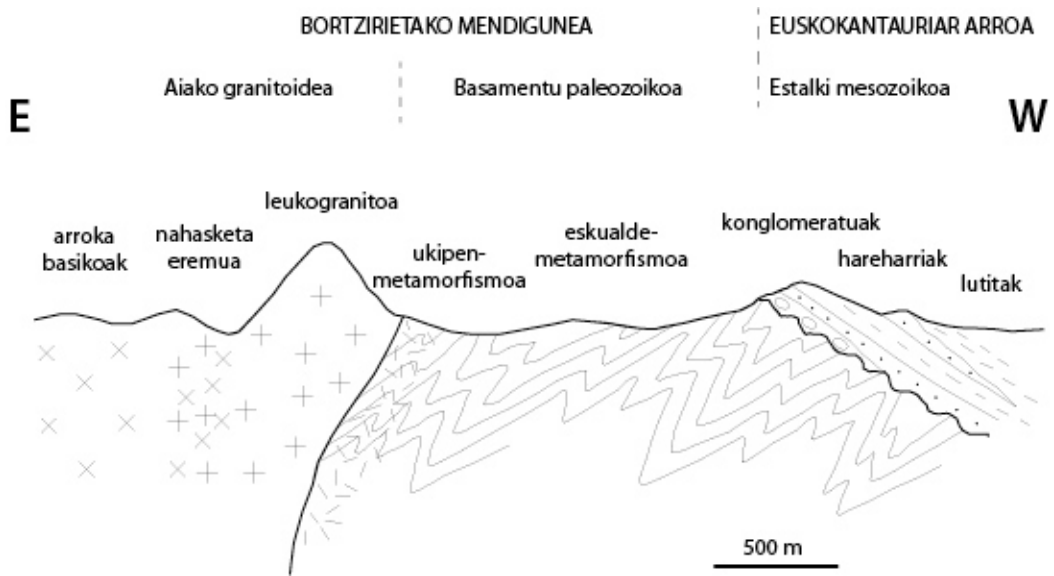 BORTZIRIETAKO MENDIGUNEA
EUSKOKANTAURIAR ARROA
Aiako granitoidea
Basamentu paleozoikoa
Estalki mesozoikoa
E
W
arroka
basikoak
nahasketa
eremua
leukogranitoa
ukipen-
metamorfismoa
eskualde-
metamorfismoa
konglomeratuak
hareharriak
lutitak
500 m